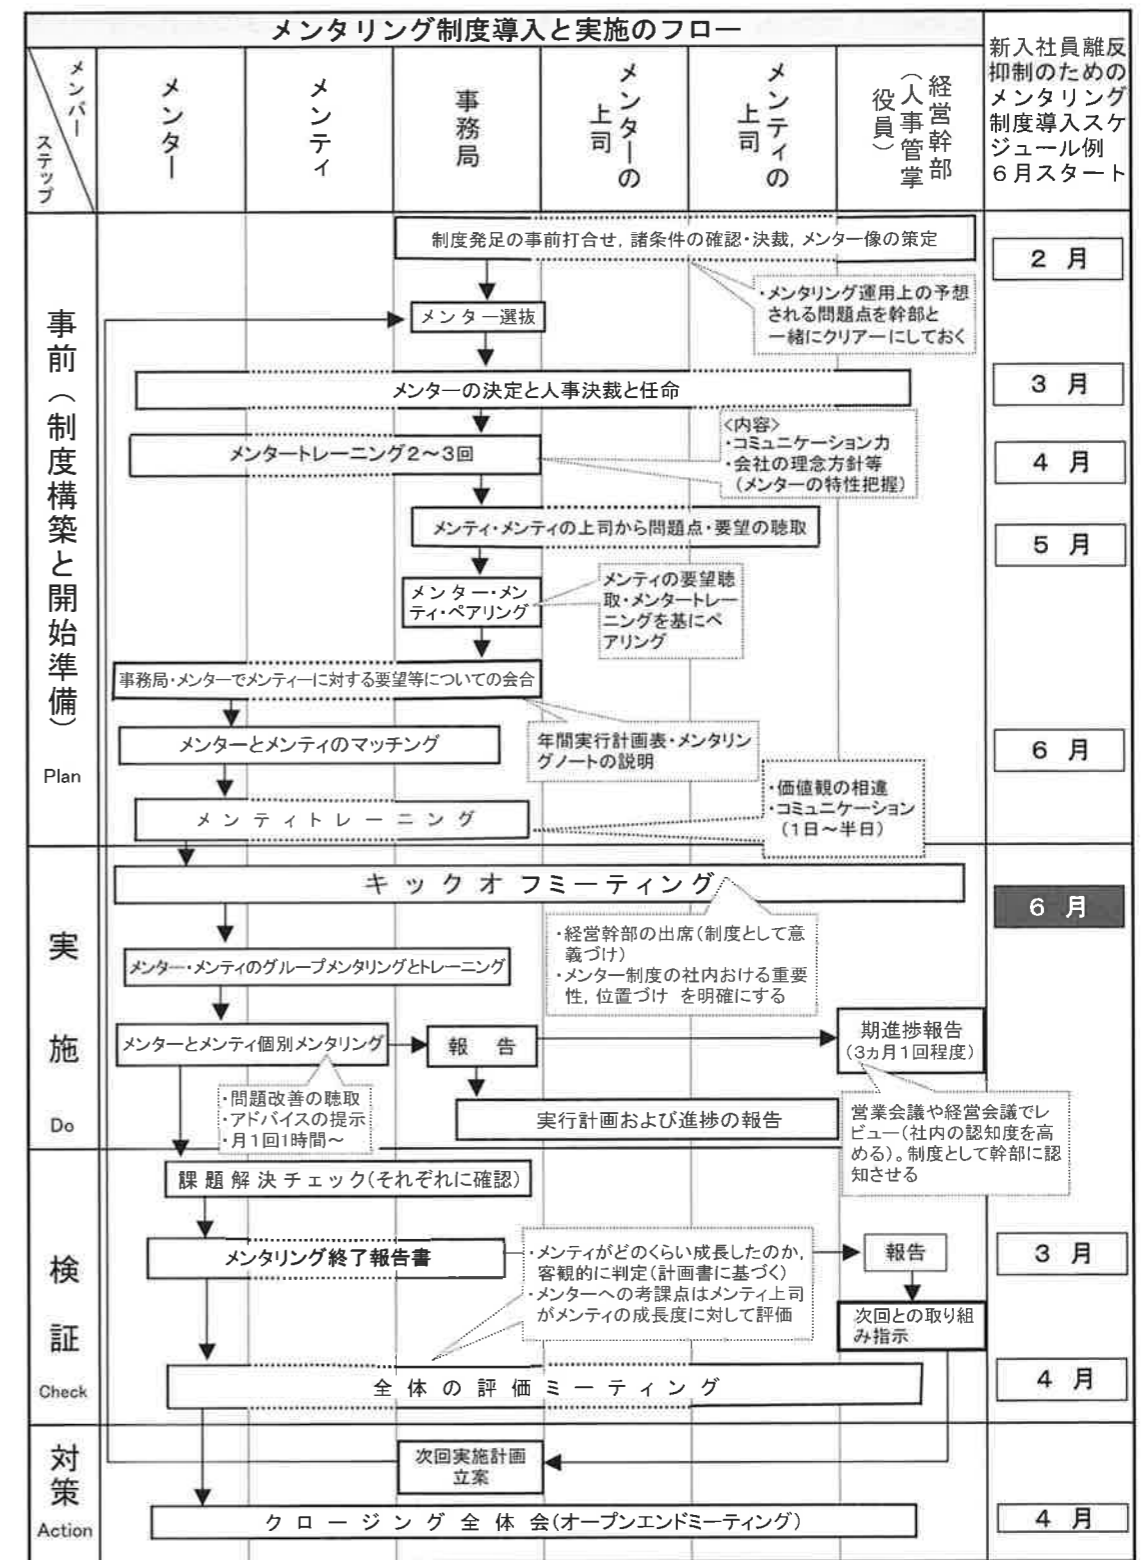 メンタリング制度導入と実施のフロー
新入社員離反
抑制のための
メンタリング
制度導入スケ
ジュール例
6月スタート
メンバー
ステップ
メンター
メンティ
事務局
メンターの
上司
メンティの
上司
経営幹部
(人事管掌
役員)
事前(制度構築と開始準備)
Plan
制度発足の事前打合せ,諸条件の確認・決裁,メンター像の策定
2 月
・メンタリング運用上の予想
される問題点を幹部と
一緒にクリアーにしておく
メンター選抜
メンターの決定と人事決裁と任命
3 月
<内容>
・コミュニケーション力
・会社の理念方針等
(メンターの特性把握)
メンタートレーニング2～3回
4 月
メンティ・メンティの上司から問題点・要望の聴取
5 月
メンター・メン
ティ・ペアリング
メンティの要望聴
取・メンタートレー
ニングを基にペ
アリング
事務局・メンターでメンティーに対する要望等についての会合
年間実行計画表・メンタリン
グノートの説明
メンターとメンティのマッチング
6 月
・価値観の相違
・コミュニケーション
(1日～半日)
メンティトレーニング
実施
Do
キックオフミーティング
6 月
・経営幹部の出席(制度として意
義づけ)
・メンター制度の社内おける重要
性,位置づけ を明確にする
メンター・メンティのグループメンタリングとトレーニング
メンターとメンティ個別メンタリング
報 告
期進捗報告
(3ヵ月1回程度)
・問題改善の聴取
・アドバイスの提示
・月1回1時間～
実行計画および進捗の報告
営業会議や経営会議でレ
ビュー(社内の認知度を高
める)。制度として幹部に認
知させる
検証
Check
課題解決チェック(それぞれに確認)
メンタリング終了報告書
・メンティがどのくらい成長したのか,
客観的に判定(計画書に基づく)
・メンターへの考課点はメンティ上司
がメンティの成長度に対して評価
報告
3 月
次回との取り組
み指示
全体の評価ミーティング
4 月
対策
Action
次回実施計画
立案
クロージング全体会(オープンエンドミーティング)
4 月